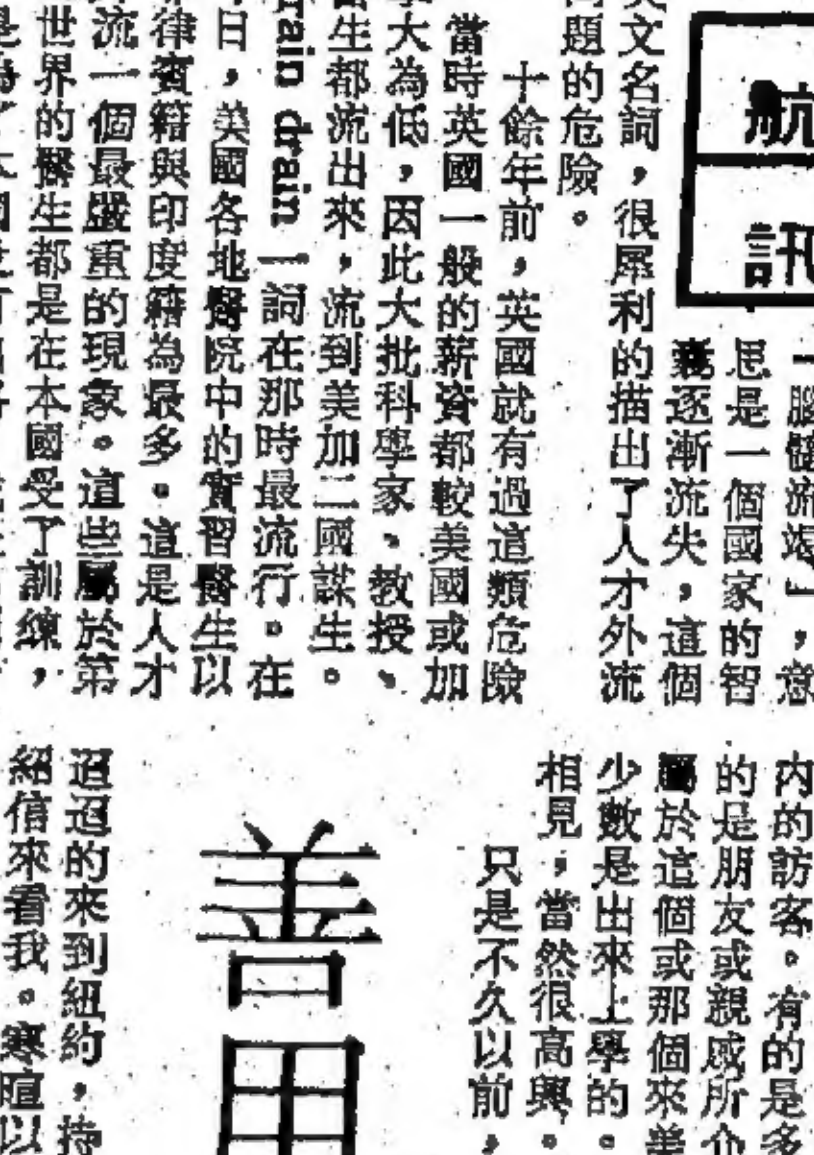 航訊
「腦髓流竭」,意
思是一個國家的智
囊逐漸流失,這個
英文名詞,很犀利的描出了人才外流
問題的危險。
十餘年前,英國就有過這類危險
當時英國一般的薪資都較美國或加
大為低,因此大批科學家、教授、
生都流出來,流到美加二國謀生。
rain drain 一詞在那時最流行。在
日,美國各地醫院中的實習醫生以
律賓籍與印度籍為最多。這是人才
流一個最嚴重的現象。這些屬於第
世界的醫生都是在本國受了訓練,
內的訪客。有的是多
的是朋友或親戚所介
屬於這個或那個來美
少數是出來上學的。
相見,當然很高興。
只是不久以前,
善用
迢迢的來到紐約,持
紹信來看我。寒暄以